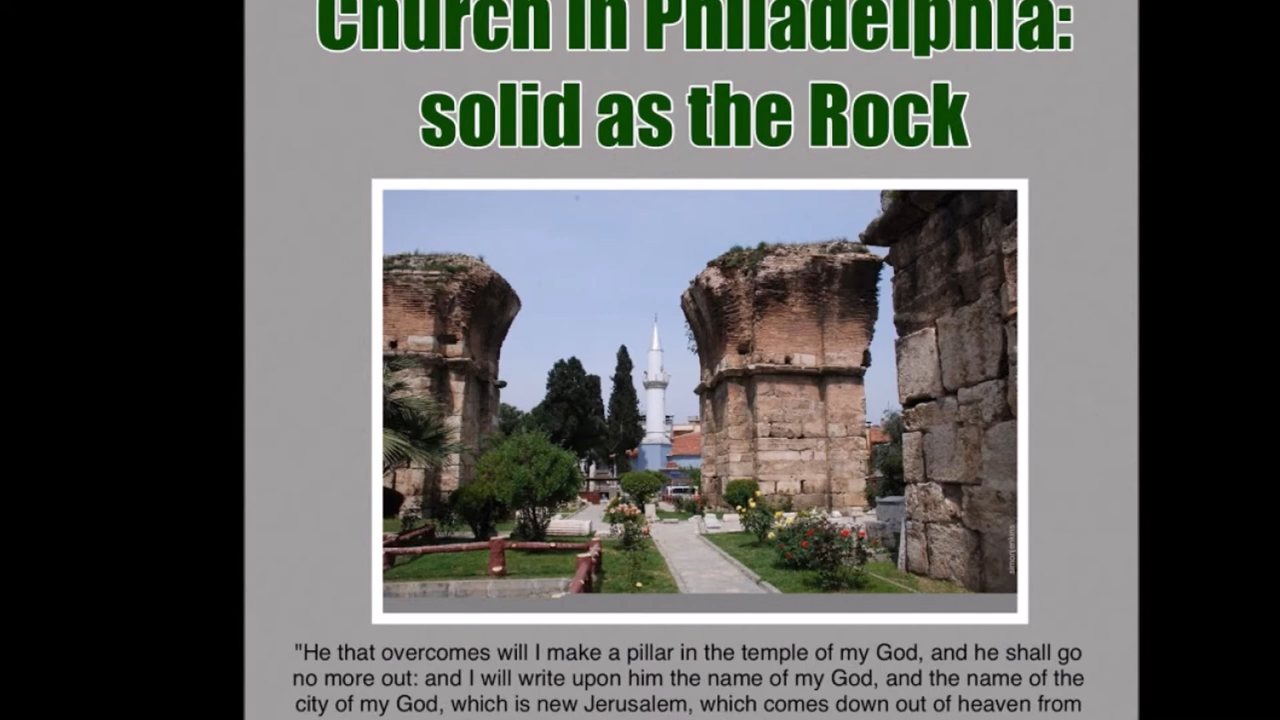 Church in Philadelphia:
solid as the Rock
simonjenkins
"He that overcomes will I make a pillar in the temple of my God, and he shall go
no more out: and I will write upon him the name of my God, and the name of the
city of my God, which is new Jerusalem, which comes down out of heaven from